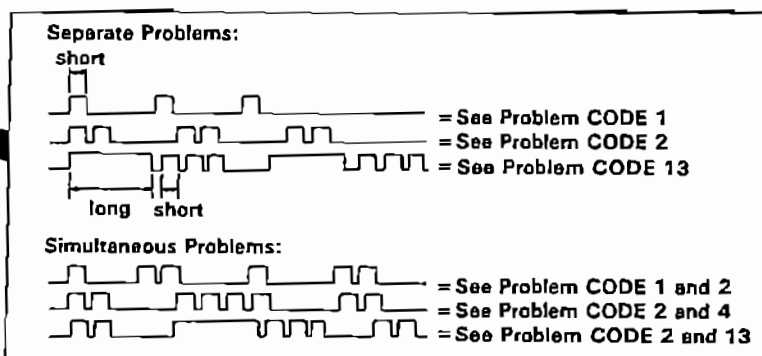 Separate Problems:
short
= See Problem CODE 1
= See Problem CODE 2
= See Problem CODE 13
long short
Simultaneous Problems:
= See Problem CODE 1 and 2
= See Problem CODE 2 and 4
= See Problem CODE 2 and 13